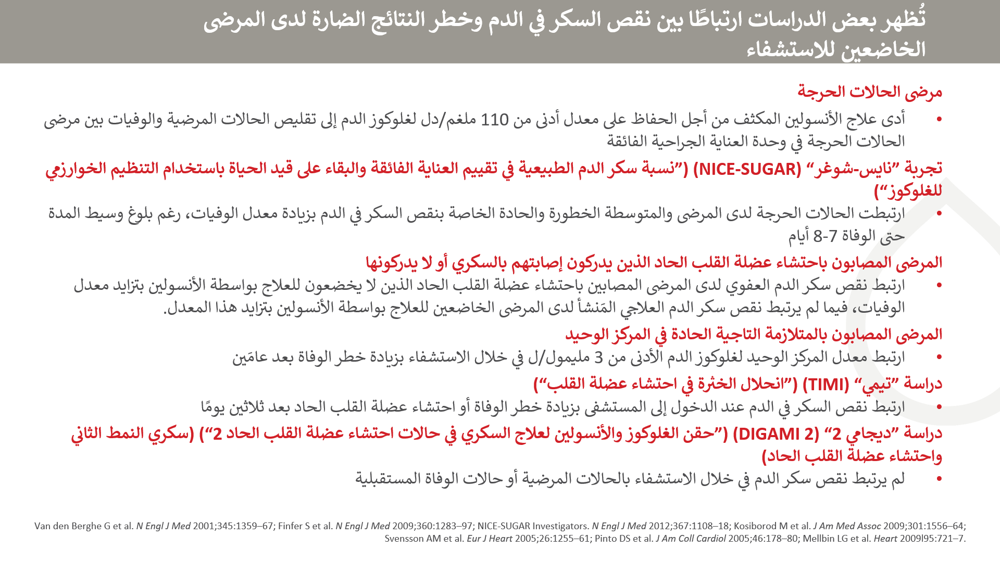 تُظهر بعض الدراسات ارتباطًا بين نقص السكر في الدم وخطر النتائج الضارة لدى المرضى
الخاضعين للاستشفاء
مرضى الحالات الحرجة
• أدى علاج الأنسولين المكثف من أجل الحفاظ على معدل أدنى من 110 ملغم/دل لغلوكوز الدم إلى تقليص الحالات المرضية والوفيات بين مرضى
الحالات الحرجة في وحدة العناية الجراحية الفائقة
تجربة ”نايس-شوغر“ (NICE-SUGAR) (”نسبة سكر الدم الطبيعية في تقييم العناية الفائقة والبقاء على قيد الحياة باستخدام التنظيم الخوارزمي
للغلوكوز“)
• ارتبطت الحالات الحرجة لدى المرضى والمتوسطة الخطورة والحادة الخاصة بنقص السكر في الدم بزيادة معدل الوفيات، رغم بلوغ وسيط المدة
حتى الوفاة 7-8 أيام
المرضى المصابون باحتشاء عضلة القلب الحاد الذين يدركون إصابتهم بالسكري أو لا يدركونها
• ارتبط نقص سكر الدم العفوي لدى المرضى المصابين باحتشاء عضلة القلب الحاد الذين لا يخضعون للعلاج بواسطة الأنسولين بتزايد معدل
الوفيات، فيما لم يرتبط نقص سكر الدم العلاجي المَنشأ لدى المرضى الخاضعين للعلاج بواسطة الأنسولين بتزايد هذا المعدل.
المرضى المصابون بالمتلازمة التاجية الحادة في المركز الوحيد
• ارتبط معدل المركز الوحيد لغلوكوز الدم الأدنى من 3 مليمول/ل في خلال الاستشفاء بزيادة خطر الوفاة بعد عامَين
دراسة ”تيمي“ (TIMI) (”انحلال الخثرة في احتشاء عضلة القلب“)
• ارتبط نقص السكر في الدم عند الدخول إلى المستشفى بزيادة خطر الوفاة أو احتشاء عضلة القلب الحاد بعد ثلاثين يومًا
دراسة ”ديجامي 2“ (DIGAMI 2) (”حقن الغلوكوز والأنسولين لعلاج السكري في حالات احتشاء عضلة القلب الحاد 2“) (سكري النمط الثاني
واحتشاء عضلة القلب الحاد)
• لم يرتبط نقص سكر الدم في خلال الاستشفاء بالحالات المرضية أو حالات الوفاة المستقبلية
Van den Berghe G et al. N Engl J Med 2001;345:1359–67; Finfer S et al. N Engl J Med 2009;360:1283–97; NICE-SUGAR Investigators. N Engl J Med 2012;367:1108–18; Kosiborod M et al. J Am Med Assoc 2009;301:1556–64;
Svensson AM et al. Eur J Heart 2005;26:1255–61; Pinto DS et al. J Am Coll Cardiol 2005;46:178–80; Mellbin LG et al. Heart 2009l95:721–7.